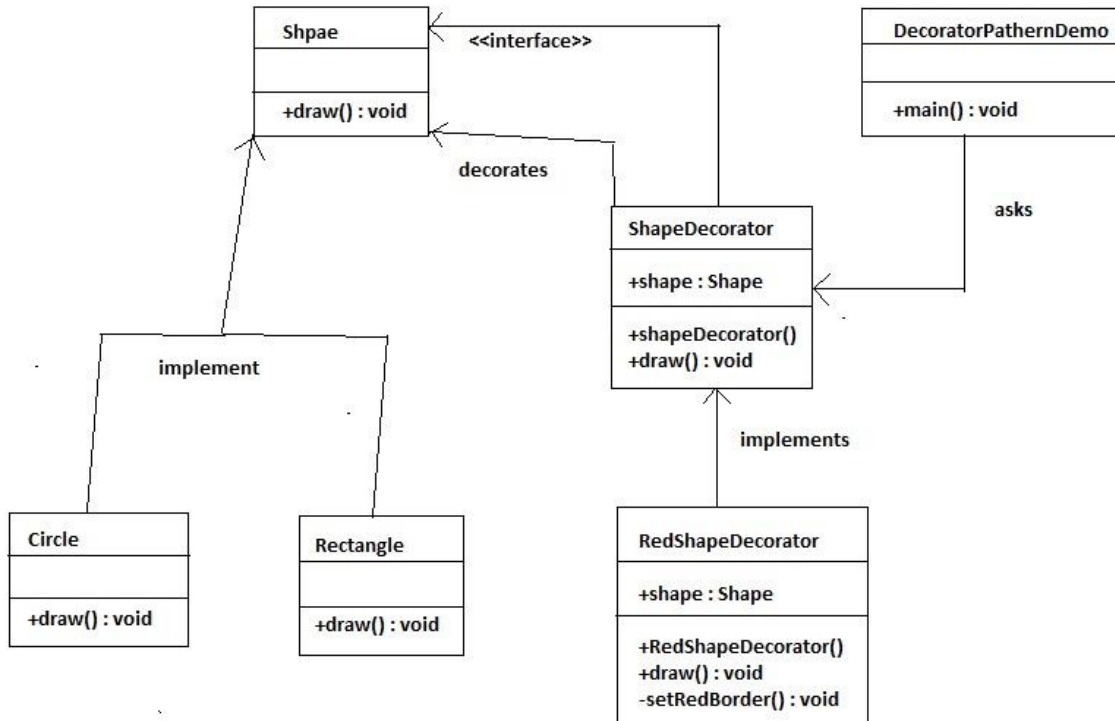 Shpae
+draw() : void
<<interface>>
DecoratorPathernDemo
+main() : void
decorates
asks
ShapeDecorator
+shape : Shape
+shapeDecorator()
+draw() : void
implement
implements
Circle
+draw() : void
Rectangle
+draw() : void
RedShapeDecorator
+shape : Shape
+RedShapeDecorator()
+draw() : void
-setRedBorder() : void